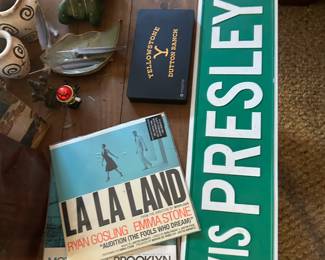 YELLOWSTONE
DUTTON RANCH
VIS PRESLEY
LA LA LAND
RYAN GOSLING EMMA STONE
"AUDITION (THE FOOLS WHO DREAM)"
BROOKLYN